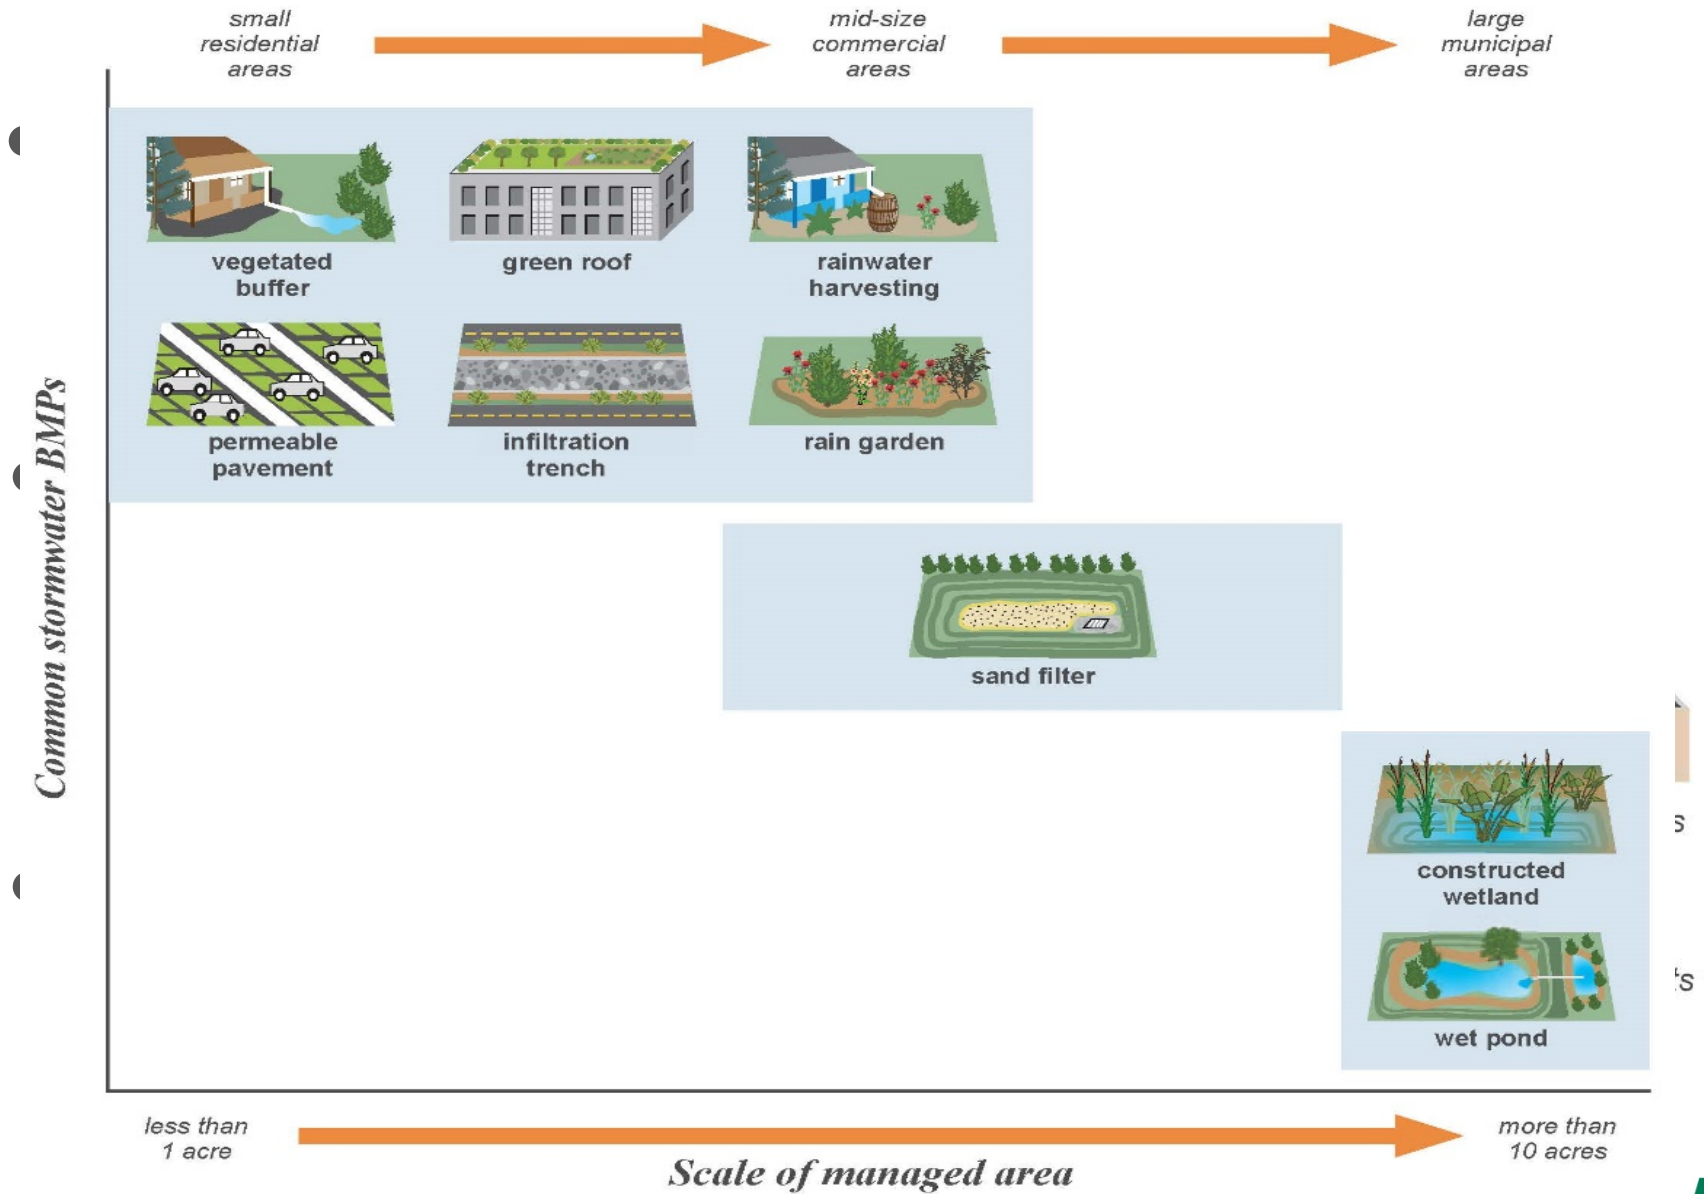 small
residential
areas
mid-size
commercial
areas
large
municipal
areas
vegetated
buffer
green roof
rainwater
harvesting
permeable
pavement
infiltration
trench
rain garden
Common stormwater BMPs
sand filter
constructed
wetland
wet pond
s
ts
less than
1 acre
more than
10 acres
Scale of managed area